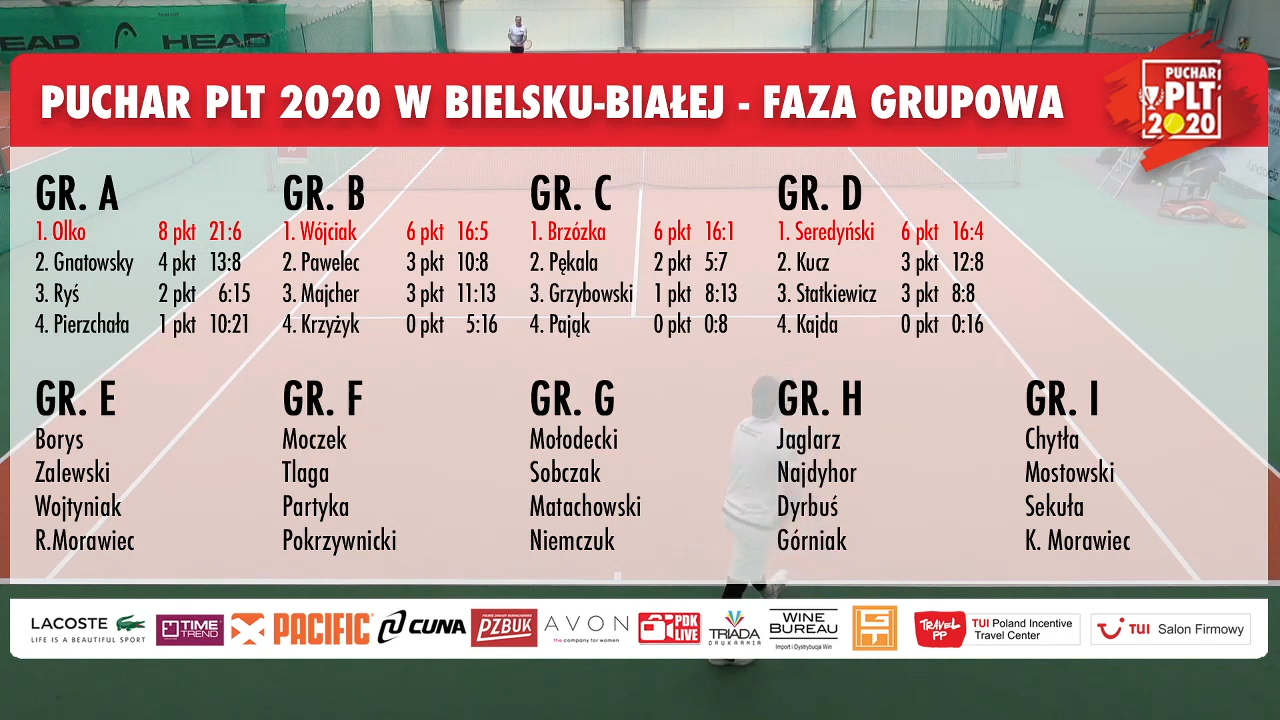 HEAD HEAD
PUCHAR PLT 2020 W BIELSKU-BIAŁEJ - FAZA GRUPOWA
PUCHAR
PLT
2020
GR. A
1. Olko 8 pkt 21:6
2. Gnatowsky 4 pkt 13:8
3. Ryś 2 pkt 6:15
4. Pierzchała 1 pkt 10:21
GR. B
1. Wójciak 6 pkt 16:5
2. Pawelec 3 pkt 10:8
3. Majcher 3 pkt 11:13
4. Krzyżyk 0 pkt 5:16
GR. C
1. Brzózka 6 pkt 16:1
2. Pękala 2 pkt 5:7
3. Grzybowski 1 pkt 8:13
4. Pająk 0 pkt 0:8
GR. D
1. Seredyński 6 pkt 16:4
2. Kucz 3 pkt 12:8
3. Statkiewicz 3 pkt 8:8
4. Kajda 0 pkt 0:16
GR. E
Borys
Zalewski
Wojtyniak
R.Morawiec
GR. F
Moczek
Tlaga
Partyka
Pokrzywnicki
GR. G
Mołodecki
Sobczak
Matachowski
Niemczuk
GR. H
Jaglarz
Najdyhor
Dyrbuś
Górniak
GR. I
Chytła
Mostowski
Sekuła
K. Morawiec
LACOSTE
LIFE IS A BEAUTIFUL SPORT
TIME
TREND
PACIFIC
CUNA
PZBUK
AVON
the company for women
PDK
LIVE
TRIADA
DRUKARNIA
WINE
BUREAU
Import i Dystrybucja Win
TRAVEL
PP
TUI Poland Incentive
Travel Center
TUI Salon Firmowy